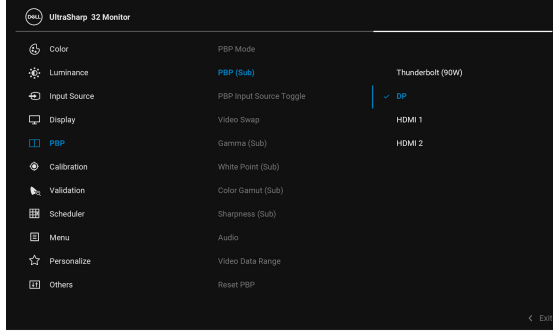 DELL UltraSharp 32 Monitor
Color
PBP Mode
Luminance
PBP (Sub)
Thunderbolt (90W)
Input Source
PBP Input Source Toggle
DP
Display
Video Swap
HDMI 1
PBP
Gamma (Sub)
HDMI 2
Calibration
White Point (Sub)
Validation
Color Gamut (Sub)
Scheduler
Sharpness (Sub)
Menu
Audio
Personalize
Video Data Range
Others
Reset PBP
Exit